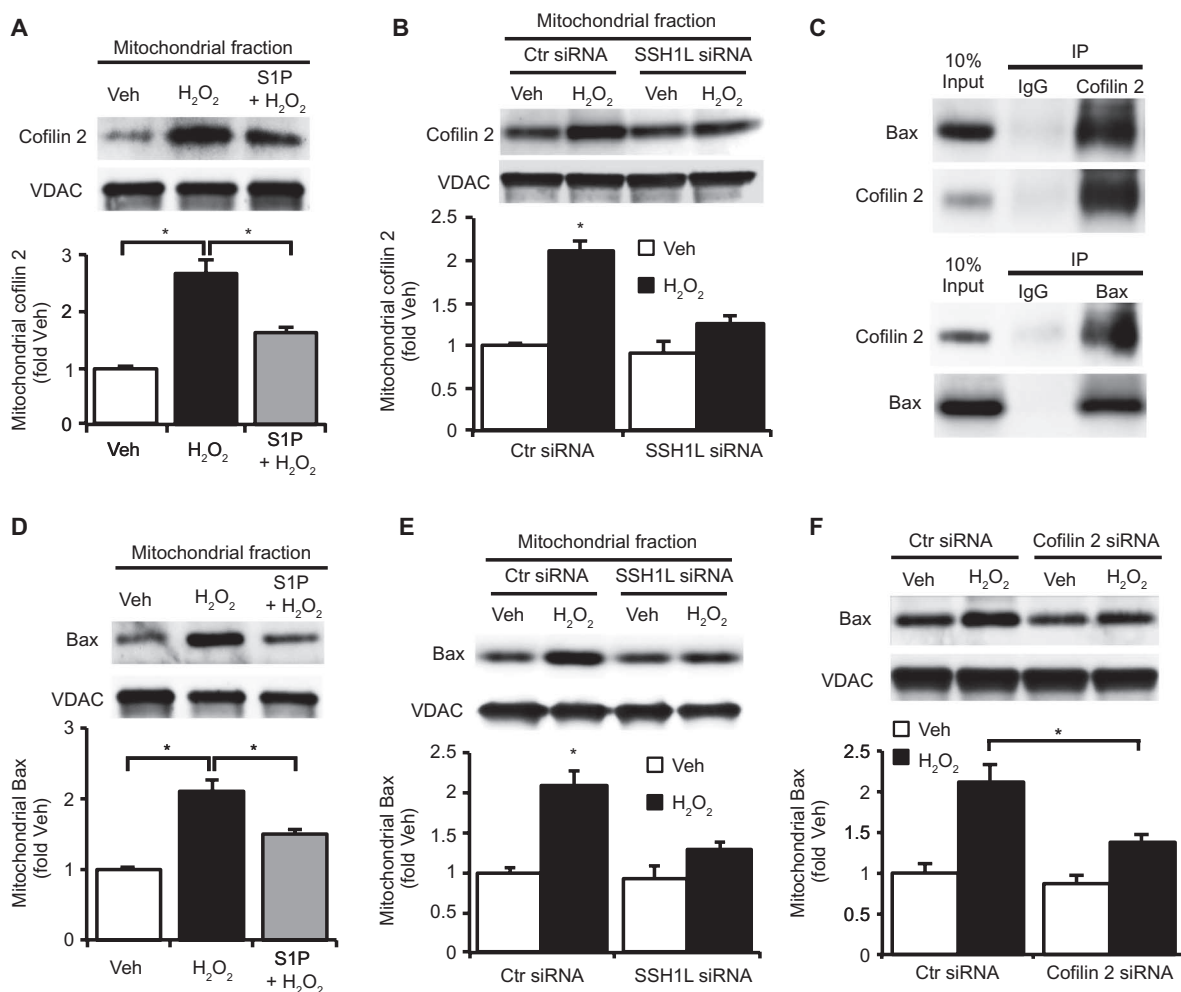 A
Mitochondrial fraction
Veh
H2O2
S1P
+ H2O2
Cofilin 2
VDAC
*
*
Mitochondrial cofilin 2
(fold Veh)
3
2
1
0
Veh
H2O2
S1P
+ H2O2
B
Mitochondrial fraction
Ctr siRNA
SSH1L siRNA
Veh
H2O2
Veh
H2O2
Cofilin 2
VDAC
Mitochondrial cofilin 2
(fold Veh)
2.5
2
1.5
1
0.5
0
*
Veh
H2O2
Ctr siRNA
SSH1L siRNA
C
10%
Input
IP
IgG
Cofilin 2
Bax
Cofilin 2
10%
Input
IP
IgG
Bax
Cofilin 2
Bax
D
Mitochondrial fraction
Veh
H2O2
S1P
+ H2O2
Bax
VDAC
Mitochondrial Bax
(fold Veh)
3
2
1
0
*
*
Veh
H2O2
S1P
+ H2O2
E
Mitochondrial fraction
Ctr siRNA
SSH1L siRNA
Veh
H2O2
Veh
H2O2
Bax
VDAC
Mitochondrial Bax
(fold Veh)
2.5
2
1.5
1
0.5
0
*
Veh
H2O2
Ctr siRNA
SSH1L siRNA
F
Ctr siRNA
Cofilin 2 siRNA
Veh
H2O2
Veh
H2O2
Bax
VDAC
Veh
H2O2
Mitochondrial Bax
(fold Veh)
2.5
2
1.5
1
0.5
0
*
Ctr siRNA
Cofilin 2 siRNA